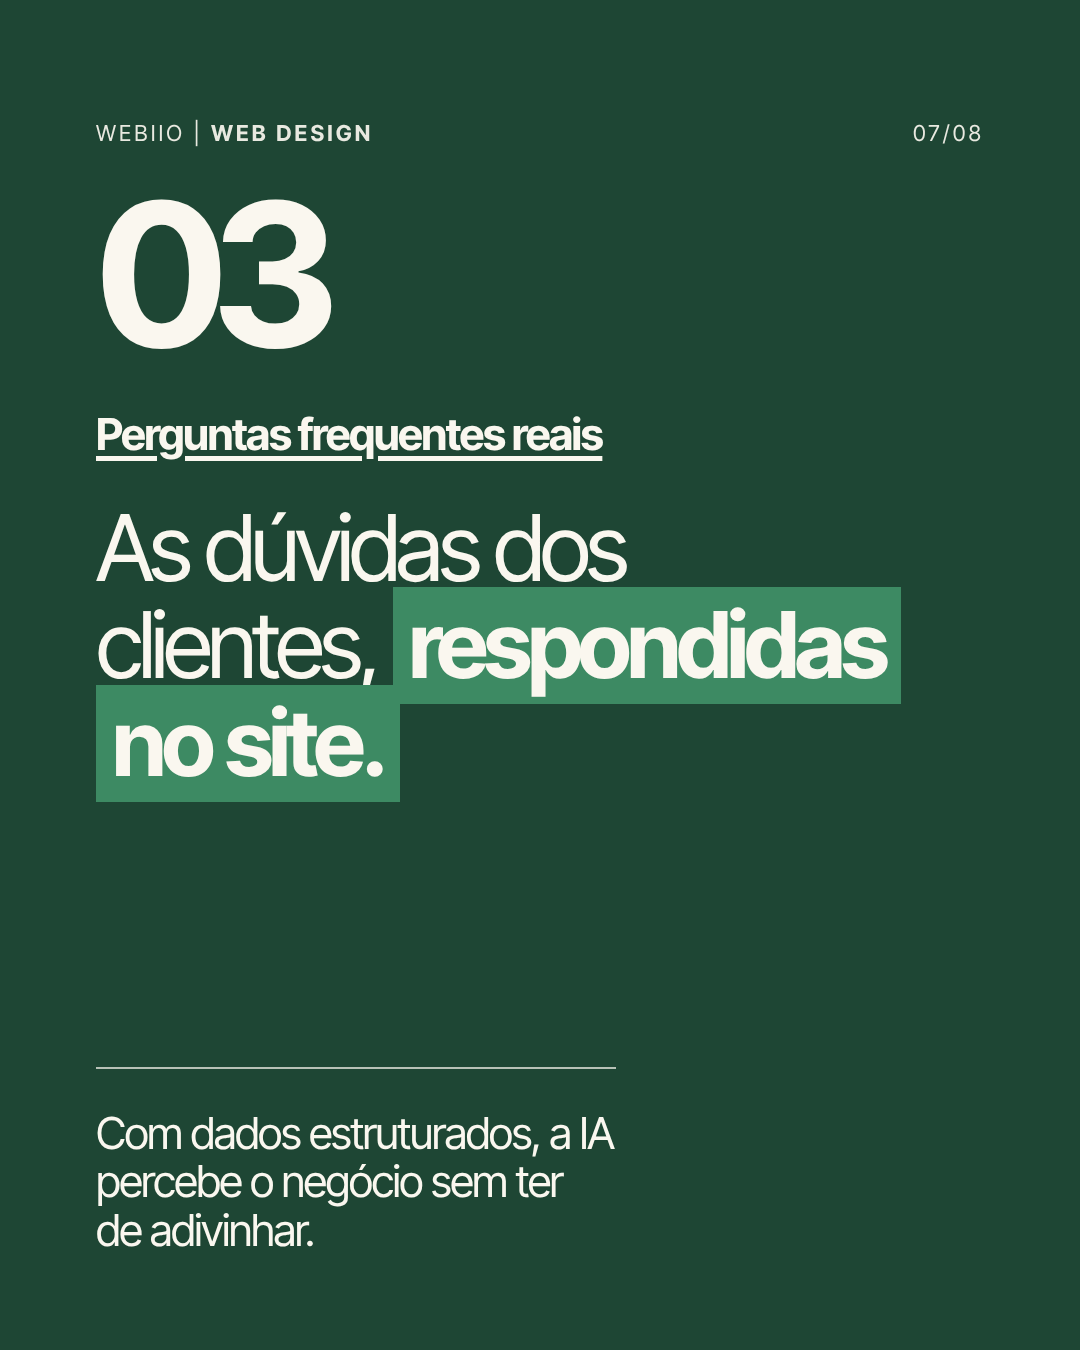 WEBIIO | WEB DESIGN
07/08
03
Perguntas frequentes reais
As dúvidas dos
clientes, respondidas
no site.
Com dados estruturados, a IA
percebe o negócio sem ter
de adivinhar.